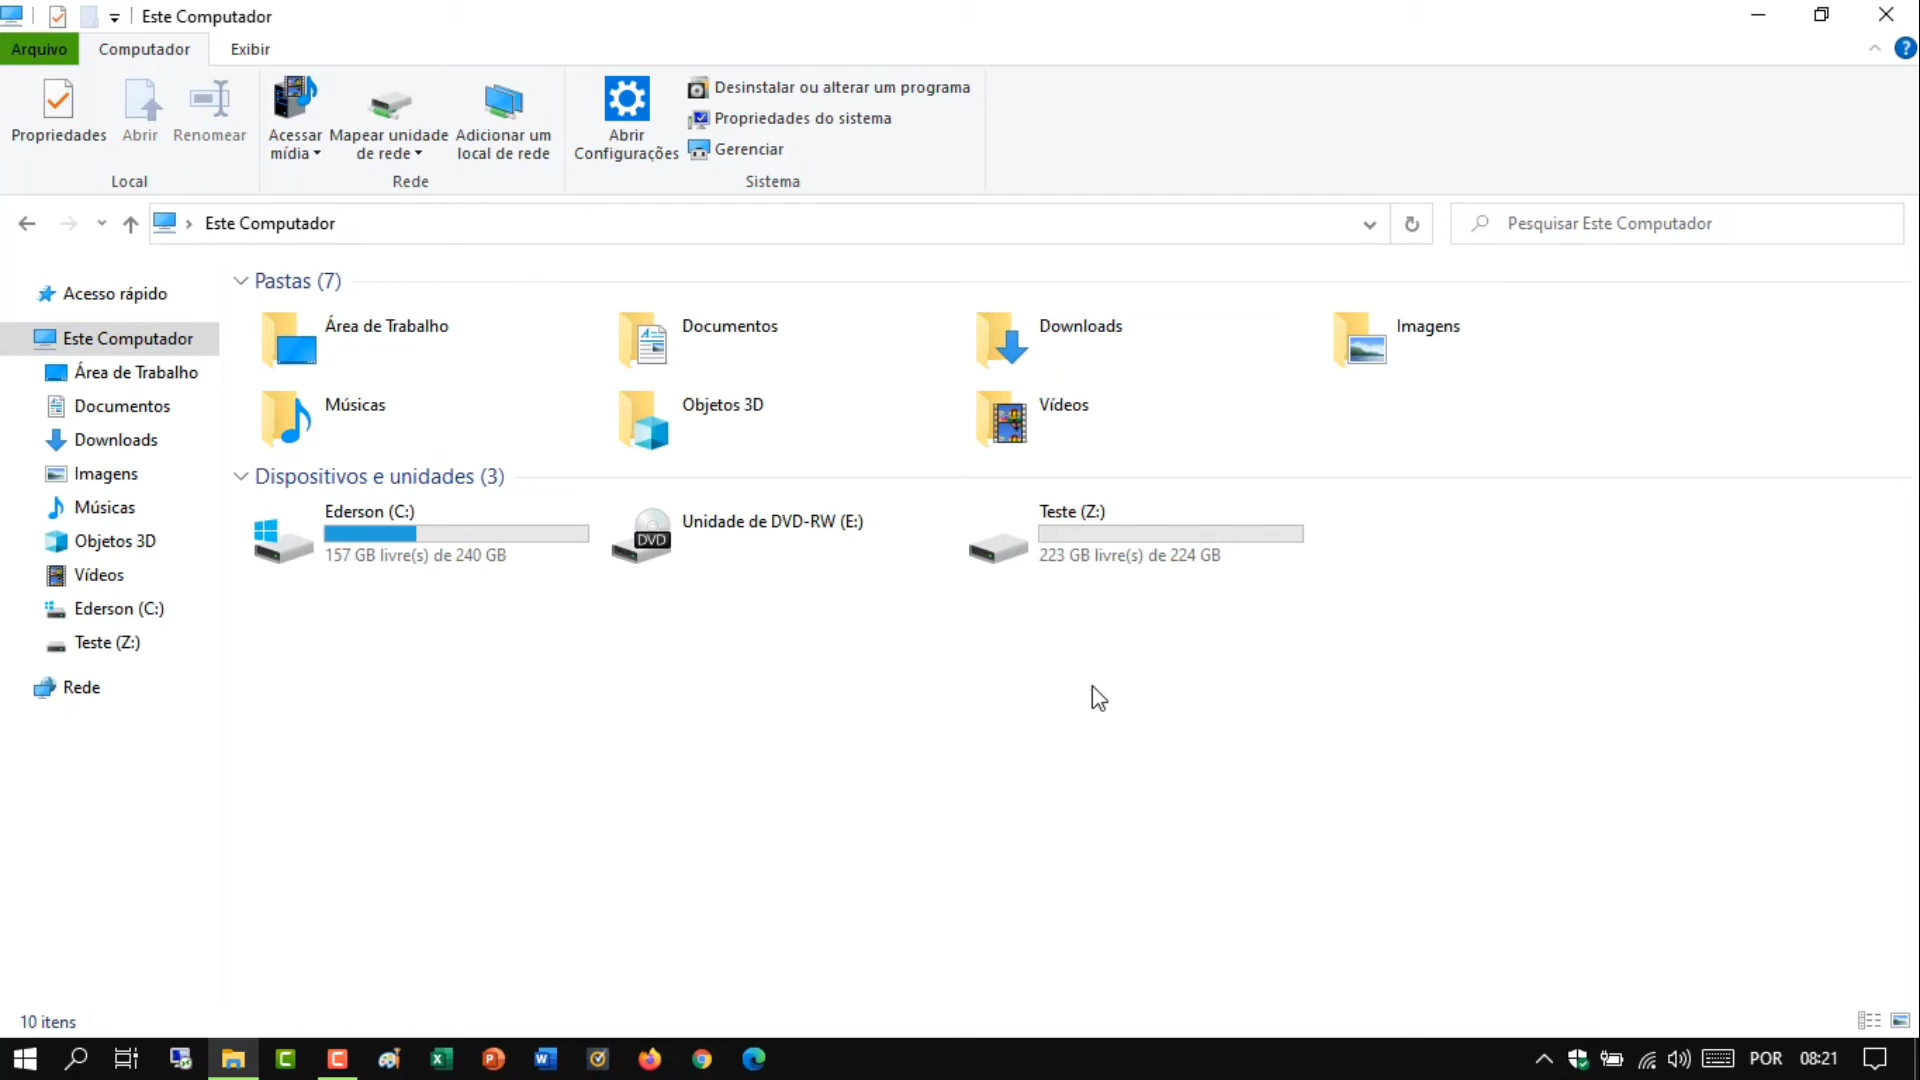 Este Computador
Arquivo
Computador
Exibir
?
Propriedades
Abrir
Renomear
Local
Acessar
mídia
Mapear unidade
de rede
Adicionar um
local de rede
Rede
Abrir
Configurações
Desinstalar ou alterar um programa
Propriedades do sistema
Gerenciar
Sistema
Este Computador
Pesquisar Este Computador
Acesso rápido
Este Computador
Área de Trabalho
Documentos
Downloads
Imagens
Músicas
Objetos 3D
Vídeos
Ederson (C:)
Teste (Z:)
Rede
Pastas (7)
Área de Trabalho
Documentos
Downloads
Imagens
Músicas
Objetos 3D
Vídeos
Dispositivos e unidades (3)
Ederson (C:)
157 GB livre(s) de 240 GB
DVD
Unidade de DVD-RW (E:)
Teste (Z:)
223 GB livre(s) de 224 GB
10 itens
POR
08:21